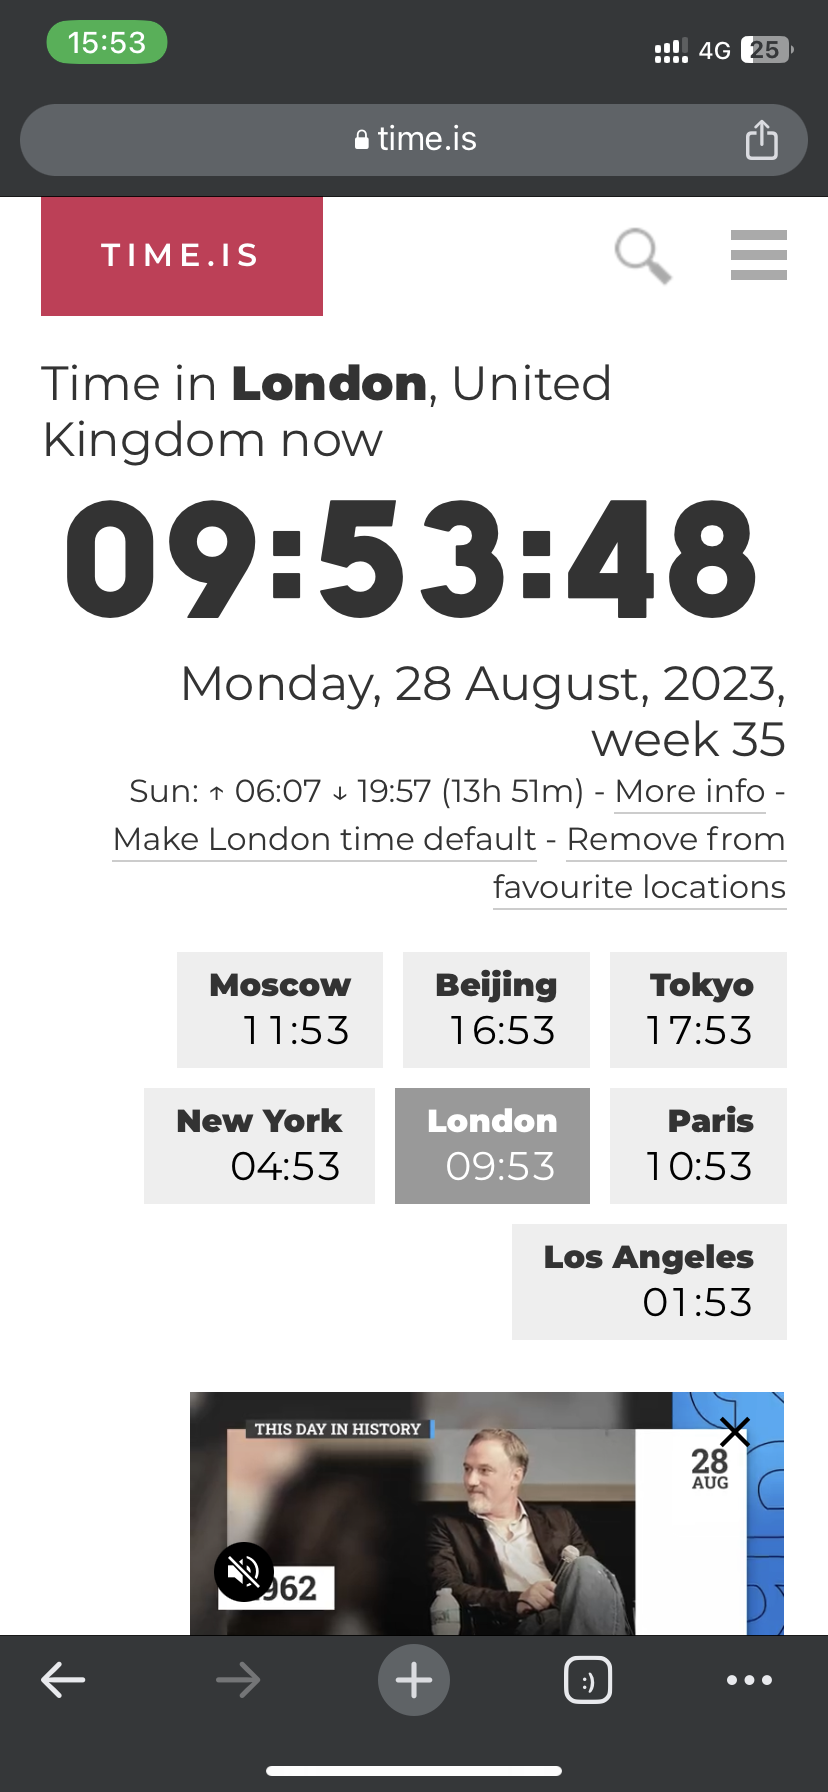 15:53
4G 25
time.is
TIME.IS
Time in London, United
Kingdom now
09:53:48
Monday, 28 August, 2023,
week 35
Sun: ↑ 06:07 ↓ 19:57 (13h 51m) - More info -
Make London time default - Remove from
favourite locations
Moscow
11:53
Beijing
16:53
Tokyo
17:53
New York
04:53
London
09:53
Paris
10:53
Los Angeles
01:53
THIS DAY IN HISTORY
28
AUG
962
:)